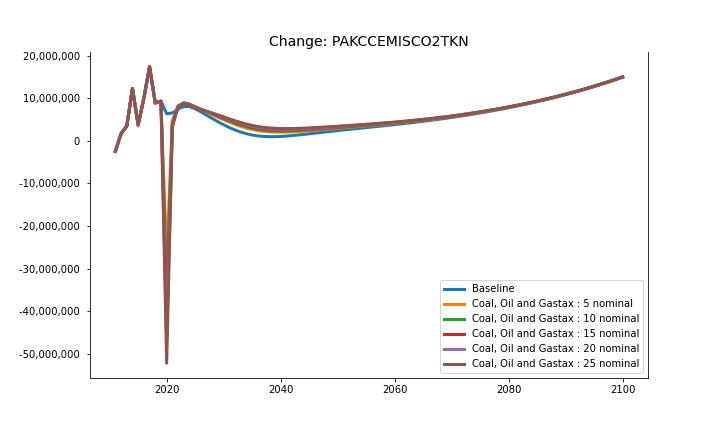 Change: PAKCCEMISCO2TKN
20,000,000
10,000,000
0
-10,000,000
-20,000,000
-30,000,000
-40,000,000
-50,000,000
Baseline
Coal, Oil and Gastax : 5 nominal
Coal, Oil and Gastax : 10 nominal
Coal, Oil and Gastax : 15 nominal
Coal, Oil and Gastax : 20 nominal
Coal, Oil and Gastax : 25 nominal
2020 2040 2060 2080 2100